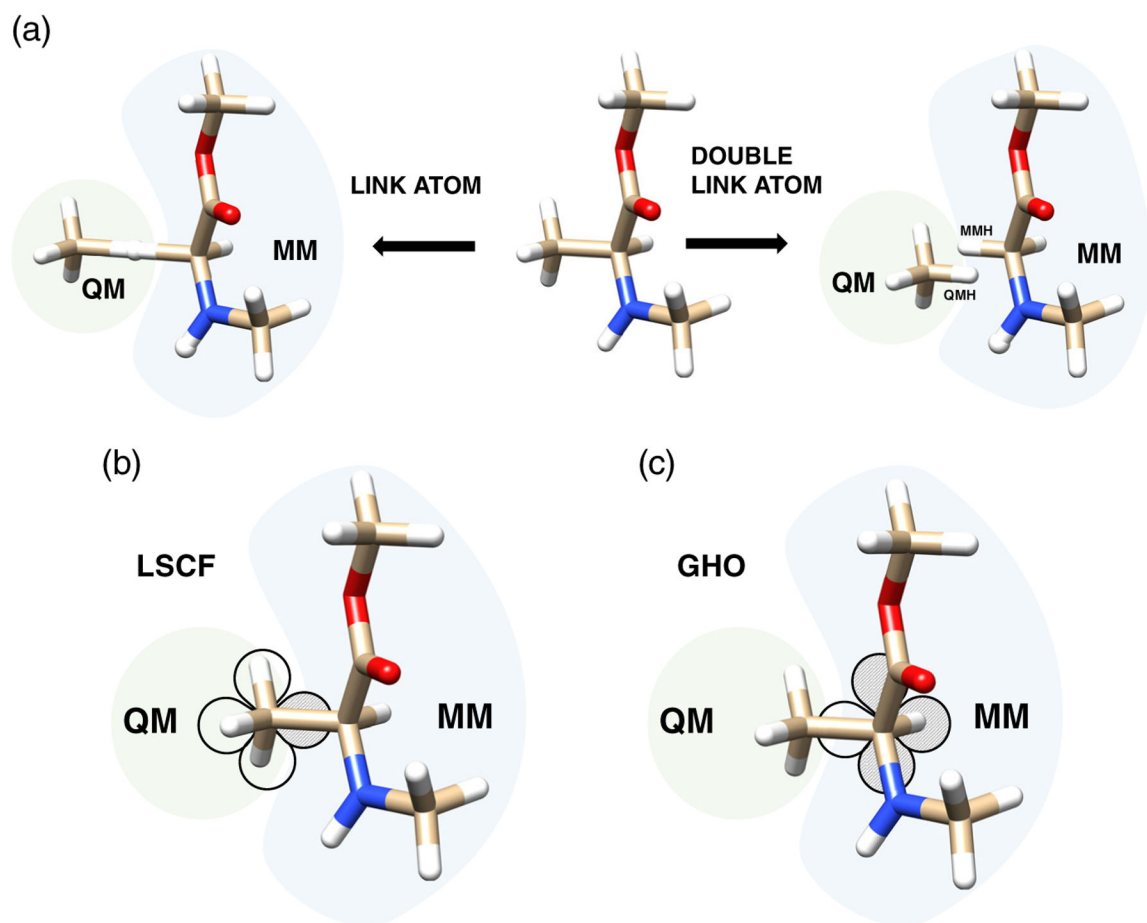 (a)
LINK ATOM
DOUBLE
LINK ATOM
QM
MM
QM
MMH
QMH
MM
(b)
(c)
LSCF
GHO
QM
MM
QM
MM